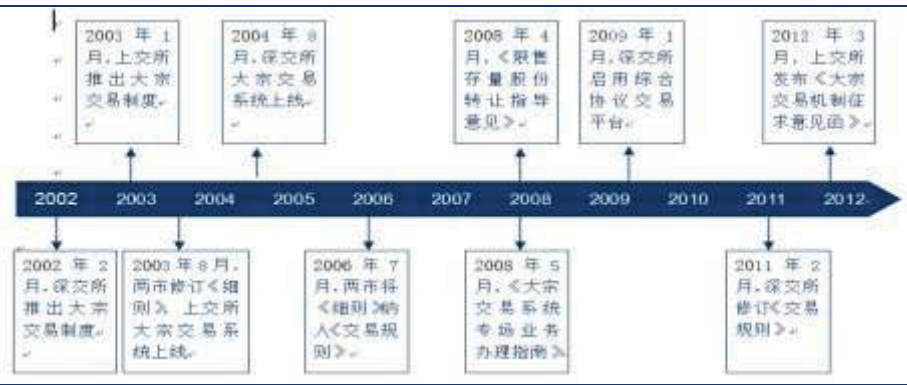 2003 年 1
月，上交所
推出大宗
交易制度。
2004 年 8
月，深交所
大宗交易
系统上线。
2008 年 4
月，《限售
存量股份
转让指导
意见》。
2009 年 1
月，深交所
启用综合
协议交易
平台。
2012 年 3
月，上交所
发布《大宗
交易机制征
求意见函》。
2002 2003 2004 2005 2006 2007 2008 2009 2010 2011 2012
2002 年 2
月，深交所
推出大宗
交易制度。
2003 年 8 月，
两市修订《细
则》，上交所
大宗交易系
统上线。
2006 年 7
月，两市将
《细则》纳
入《交易规
则》。
2008 年 5
月，《大宗
交易系统
专场业务
办理指南》
2011 年 2
月，深交所
修订《交易
规则》。